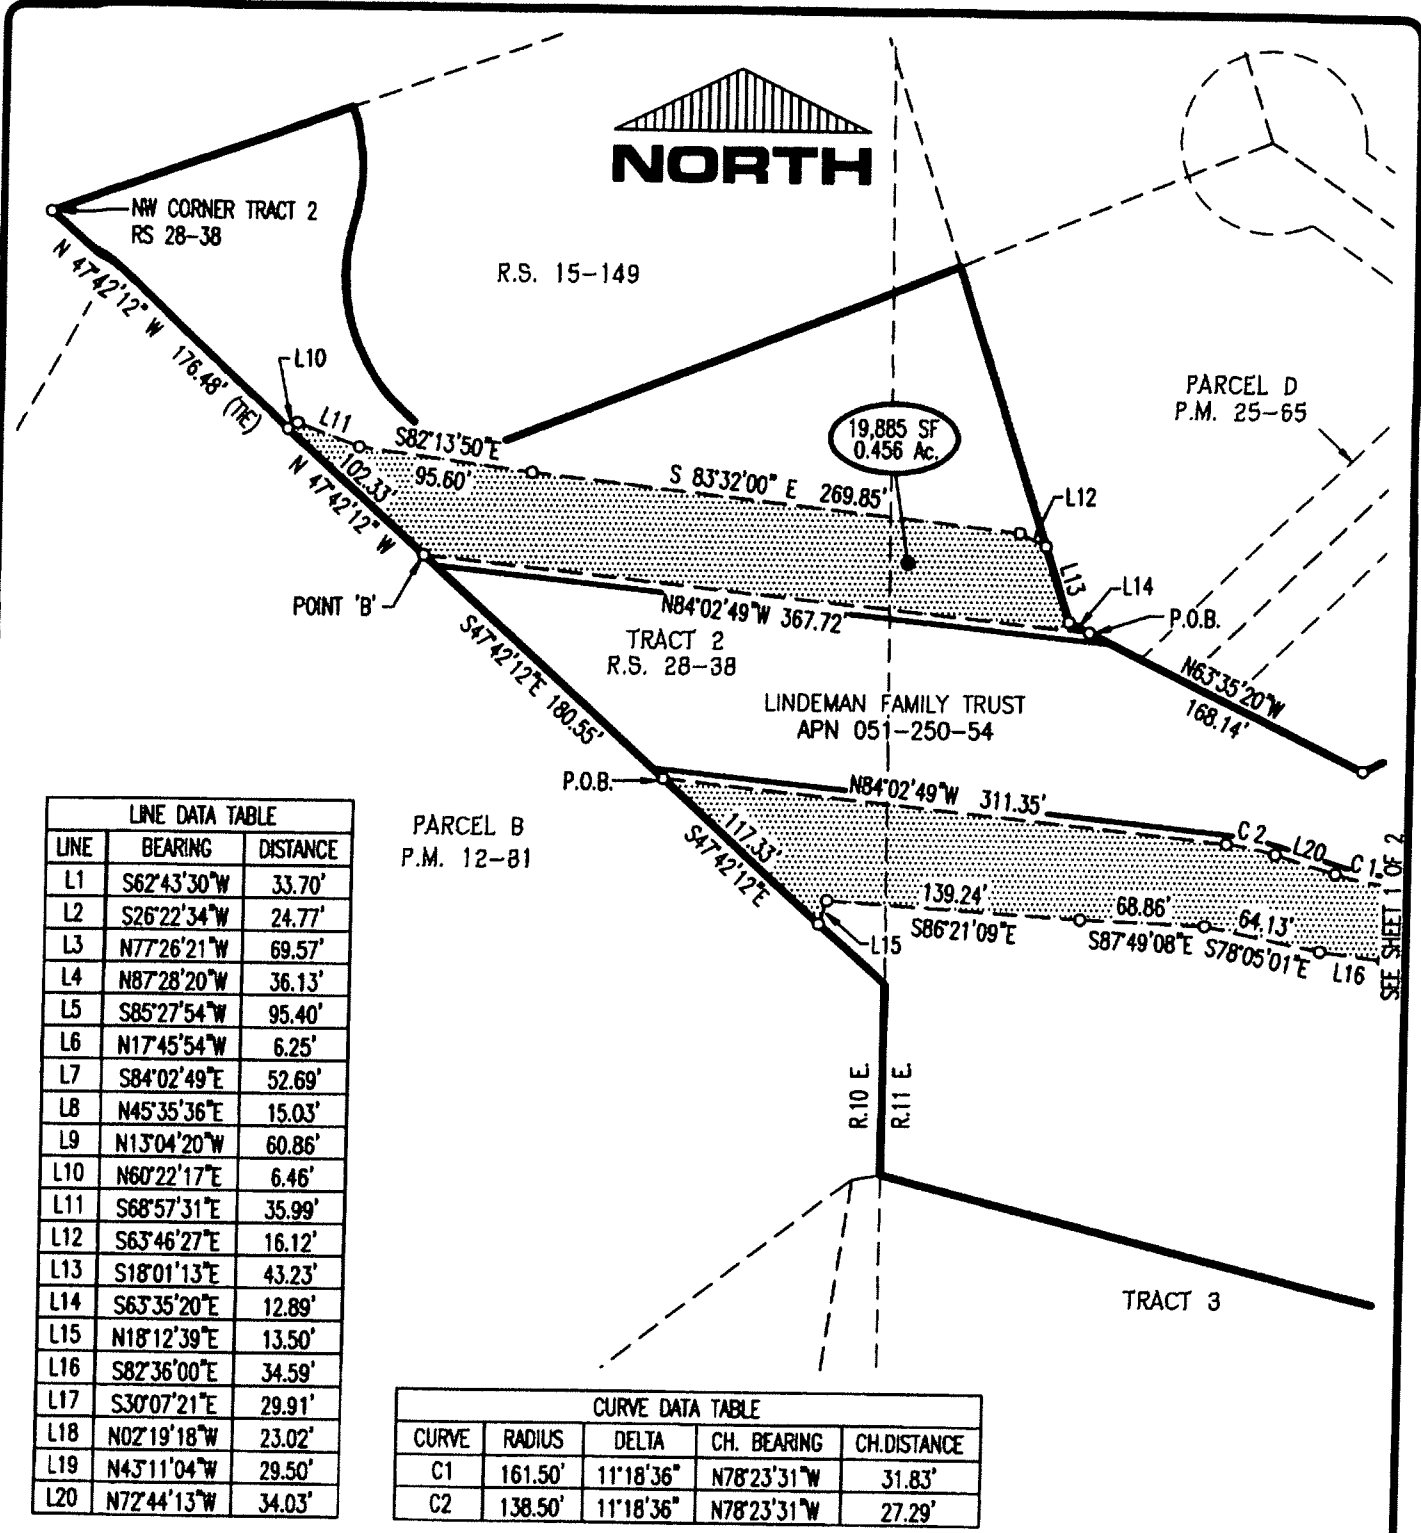 NORTH
NW CORNER TRACT 2
RS 28-38
N 47°42'12" W 176.48' (TIE)
R.S. 15-149
L10
L11
S82°13'50"E
95.60'
102.33'
N 47°42'12" W
19,885 SF
0.456 Ac.
S 83°32'00" E 269.85'
PARCEL D
P.M. 25-65
L12
L13
L14
P.O.B.
POINT 'B'
N84°02'49"W 367.72
TRACT 2
R.S. 28-38
S47°42'12"E 180.55'
N63°35'20"W
168.14'
LINDEMAN FAMILY TRUST
APN 051-250-54
P.O.B.
N84°02'49"W 311.35'
C 2
L20
C 1
SEE SHEET 1 OF 2
PARCEL B
P.M. 12-81
117.33'
S47°42'12"E
139.24'
S86°21'09"E
68.86'
S87°49'08"E
64.13'
S78°05'01"E
L16
L15
R.10 E.
R.11 E.
TRACT 3
LINE DATA TABLE
LINE BEARING DISTANCE
L1 S62°43'30"W 33.70'
L2 S26°22'34"W 24.77'
L3 N77°26'21"W 69.57'
L4 N87°28'20"W 36.13'
L5 S85°27'54"W 95.40'
L6 N17°45'54"W 6.25'
L7 S84°02'49"E 52.69'
L8 N45°35'36"E 15.03'
L9 N13°04'20"W 60.86'
L10 N60°22'17"E 6.46'
L11 S68°57'31"E 35.99'
L12 S63°46'27"E 16.12'
L13 S18°01'13"E 43.23'
L14 S63°35'20"E 12.89'
L15 N18°12'39"E 13.50'
L16 S82°36'00"E 34.59'
L17 S30°07'21"E 29.91'
L18 N02°19'18"W 23.02'
L19 N43°11'04"W 29.50'
L20 N72°44'13"W 34.03'
CURVE DATA TABLE
CURVE RADIUS DELTA CH. BEARING CH.DISTANCE
C1 161.50' 11°18'36" N78°23'31"W 31.83'
C2 138.50' 11°18'36" N78°23'31"W 27.29'